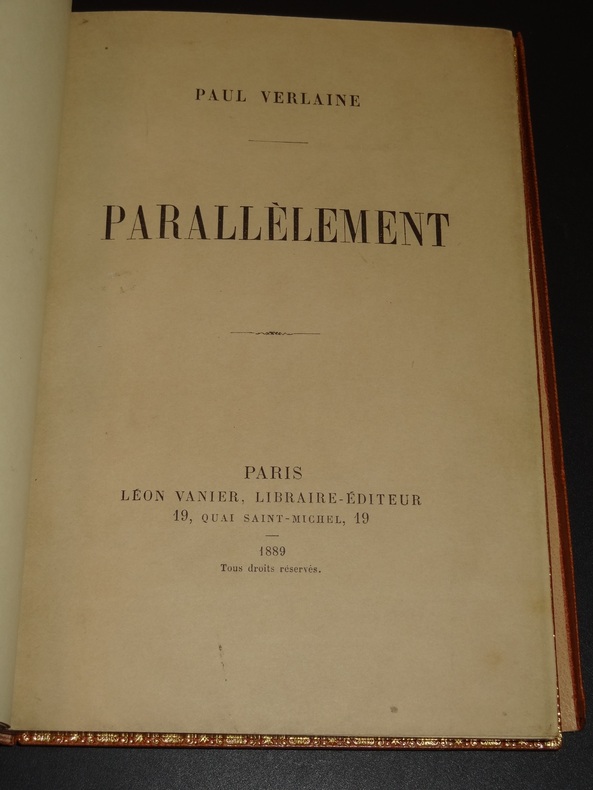 PAUL VERLAINE
PARALLÈLEMENT
PARIS
LÉON VANIER, LIBRAIRE-ÉDITEUR
19, QUAI SAINT-MICHEL, 19
1889
Tous droits réservés.